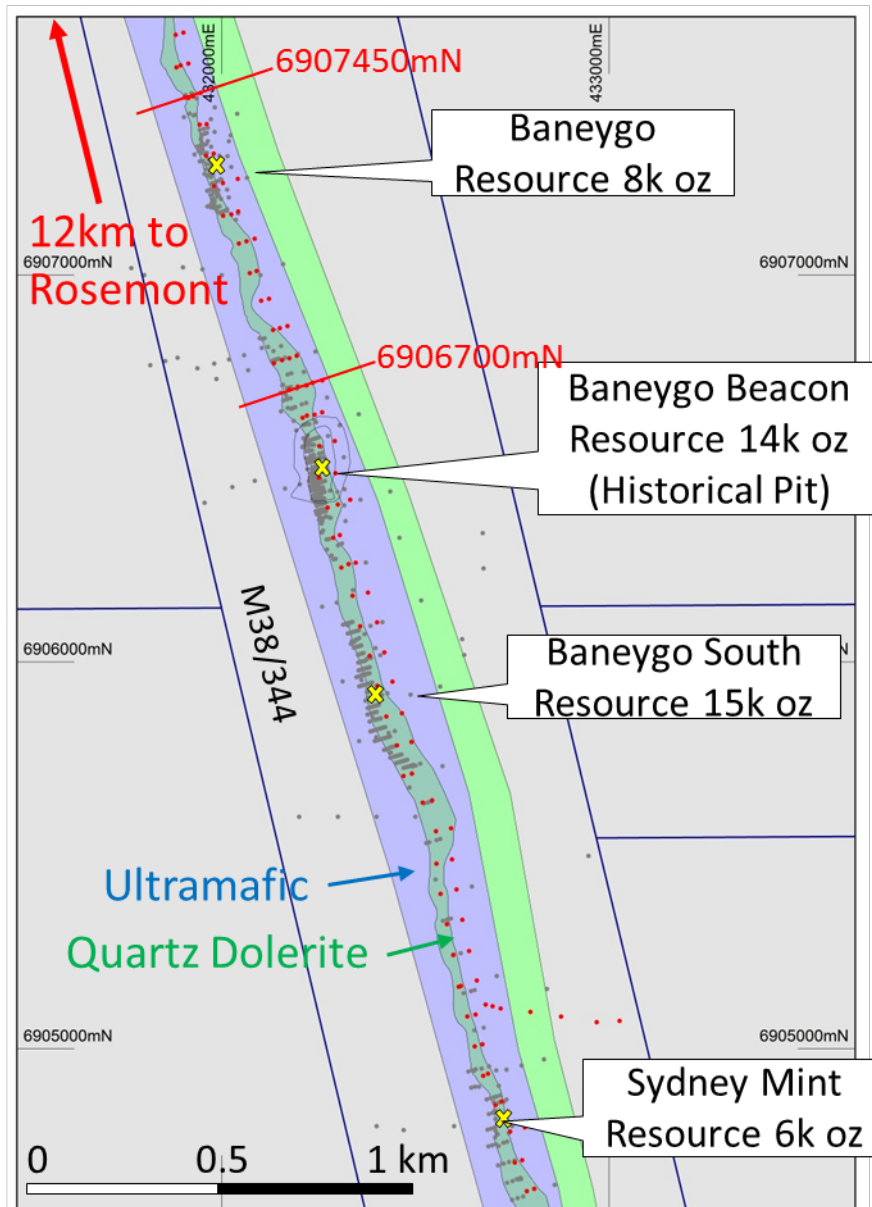 432000mE
433000mE
6907450mN
Baneygo
Resource 8k oz
12km to
Rosemont
6907000mN
6907000mN
6906700mN
Baneygo Beacon
Resource 14k oz
(Historical Pit)
M38/344
6906000mN
N
Baneygo South
Resource 15k oz
Ultramafic
Quartz Dolerite
6905000mN
6905000mN
Sydney Mint
Resource 6k oz
0 0.5 1 km